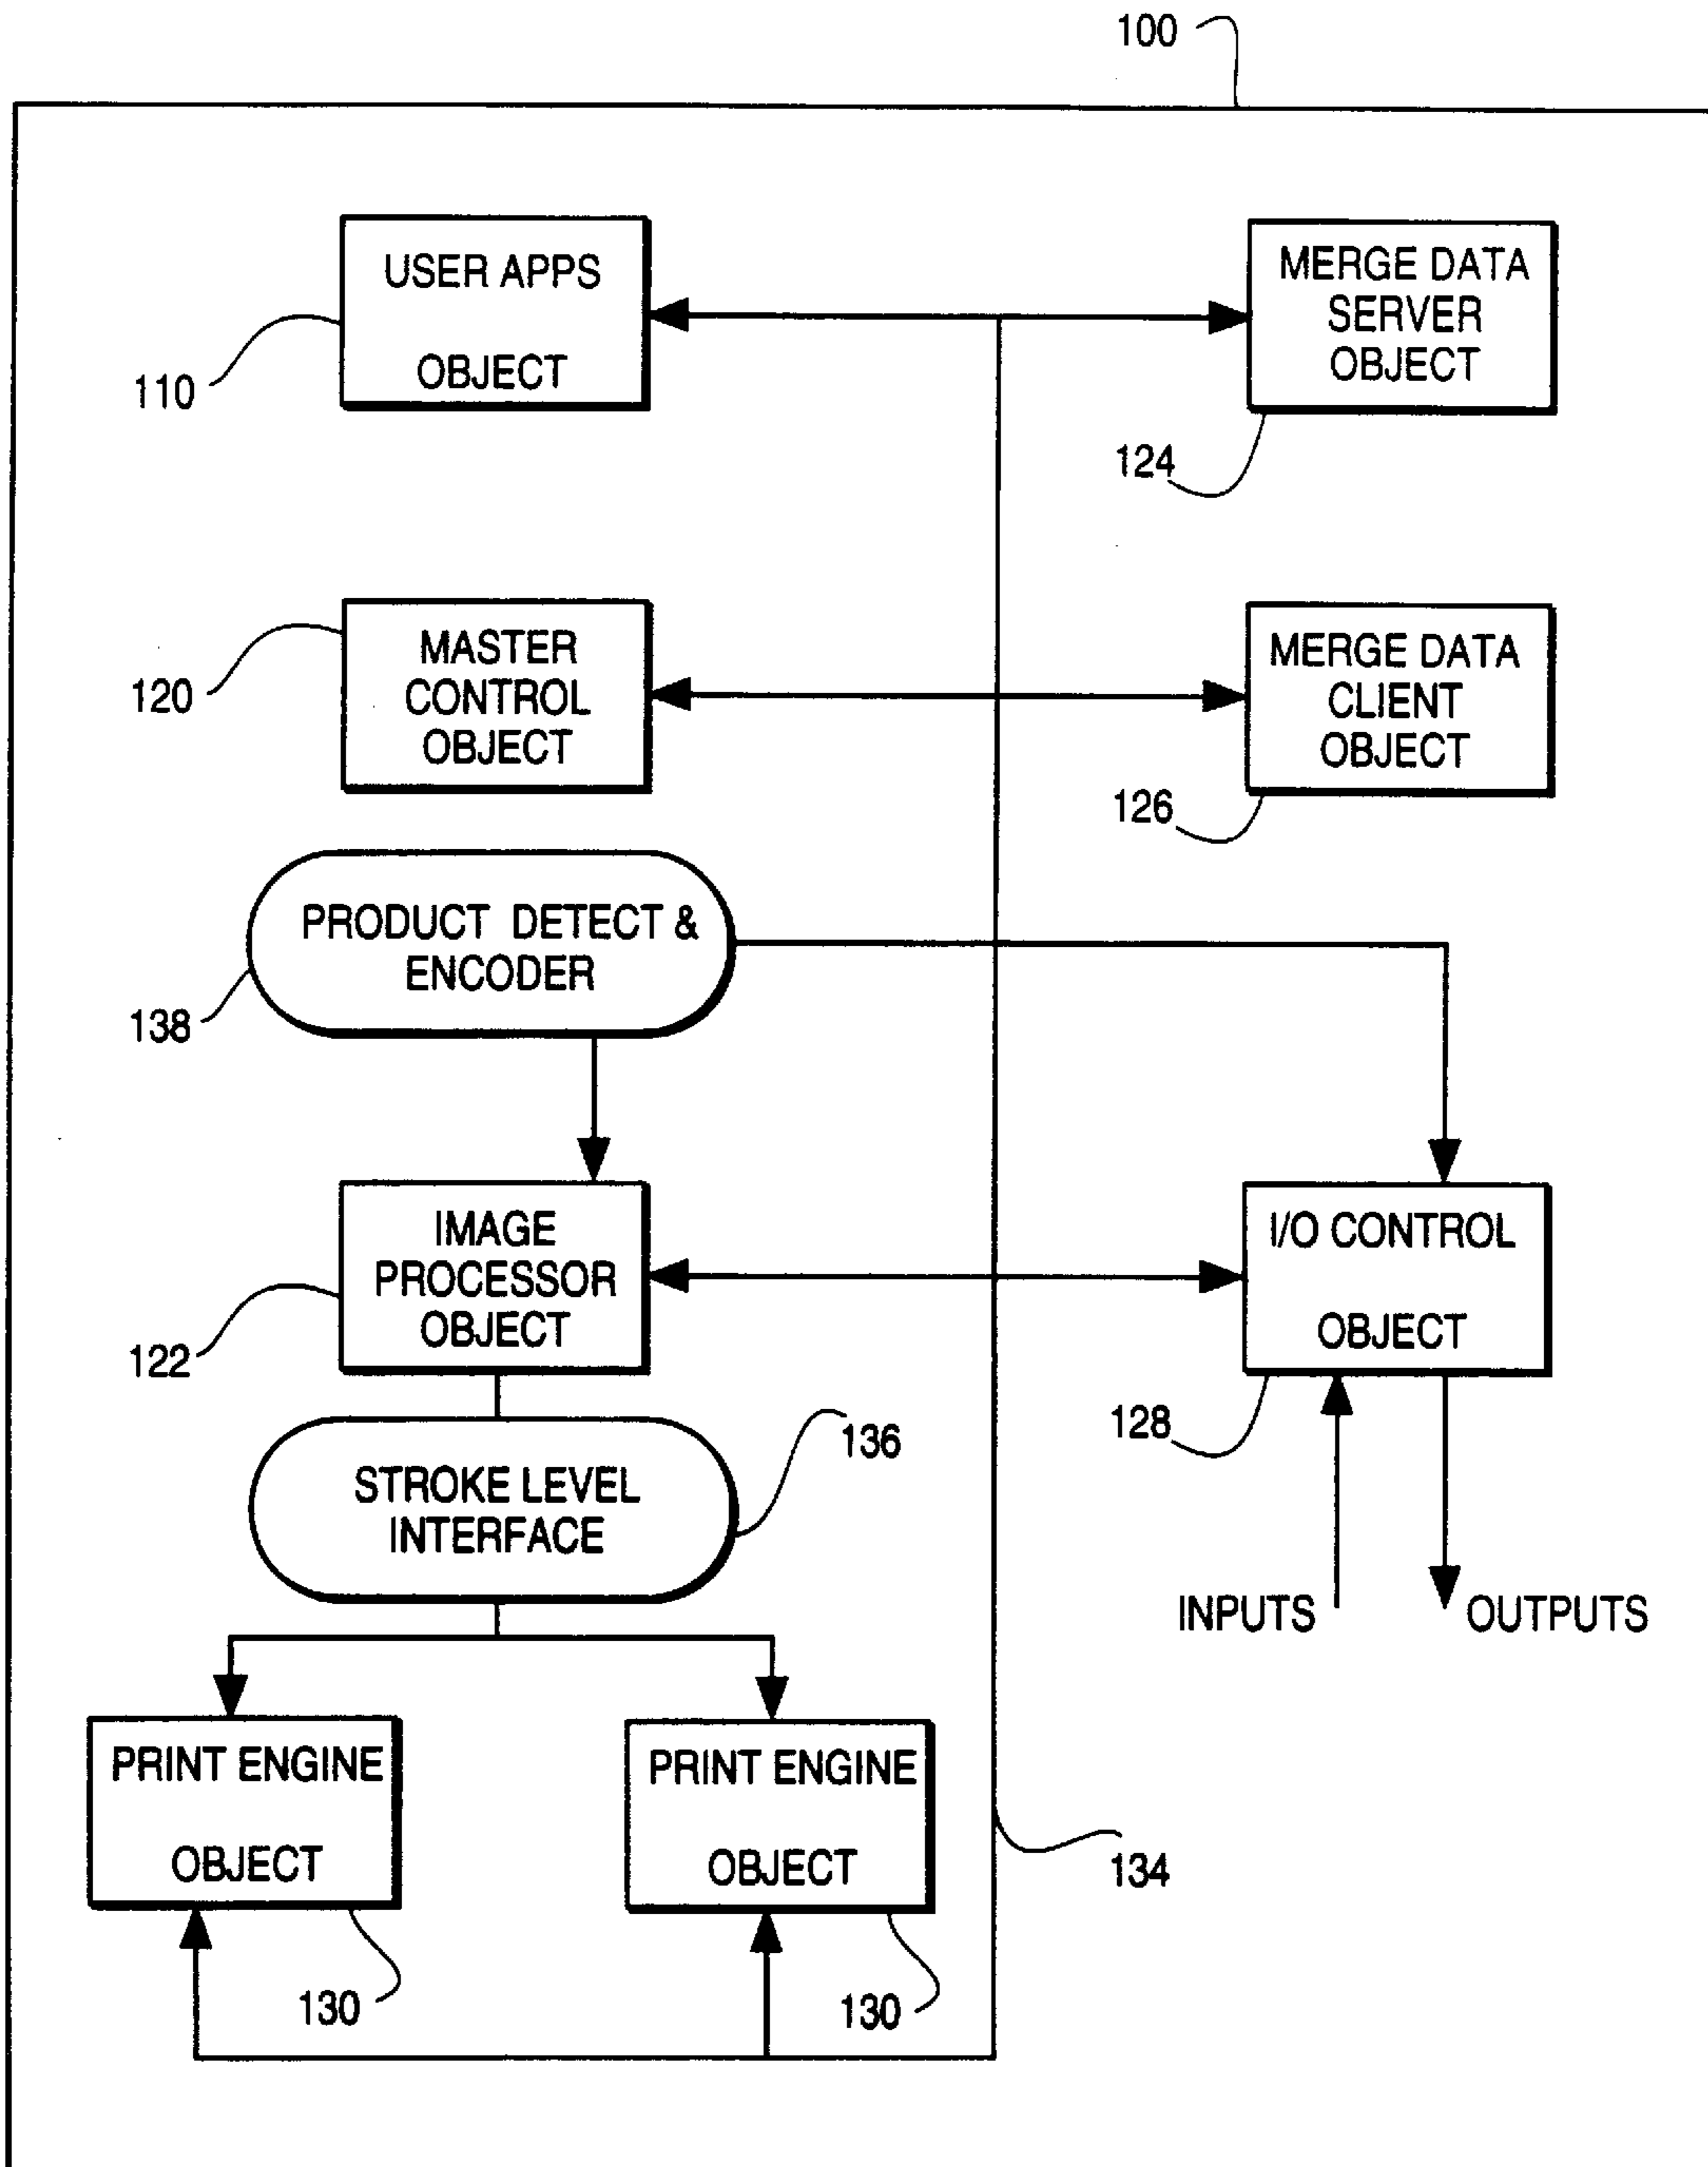 100
USER APPS
OBJECT
110
MERGE DATA
SERVER
OBJECT
124
MASTER
CONTROL
OBJECT
120
MERGE DATA
CLIENT
OBJECT
126
PRODUCT DETECT &
ENCODER
138
IMAGE
PROCESSOR
OBJECT
122
I/O CONTROL
OBJECT
128
INPUTS
OUTPUTS
STROKE LEVEL
INTERFACE
136
PRINT ENGINE
OBJECT
130
PRINT ENGINE
OBJECT
130
134